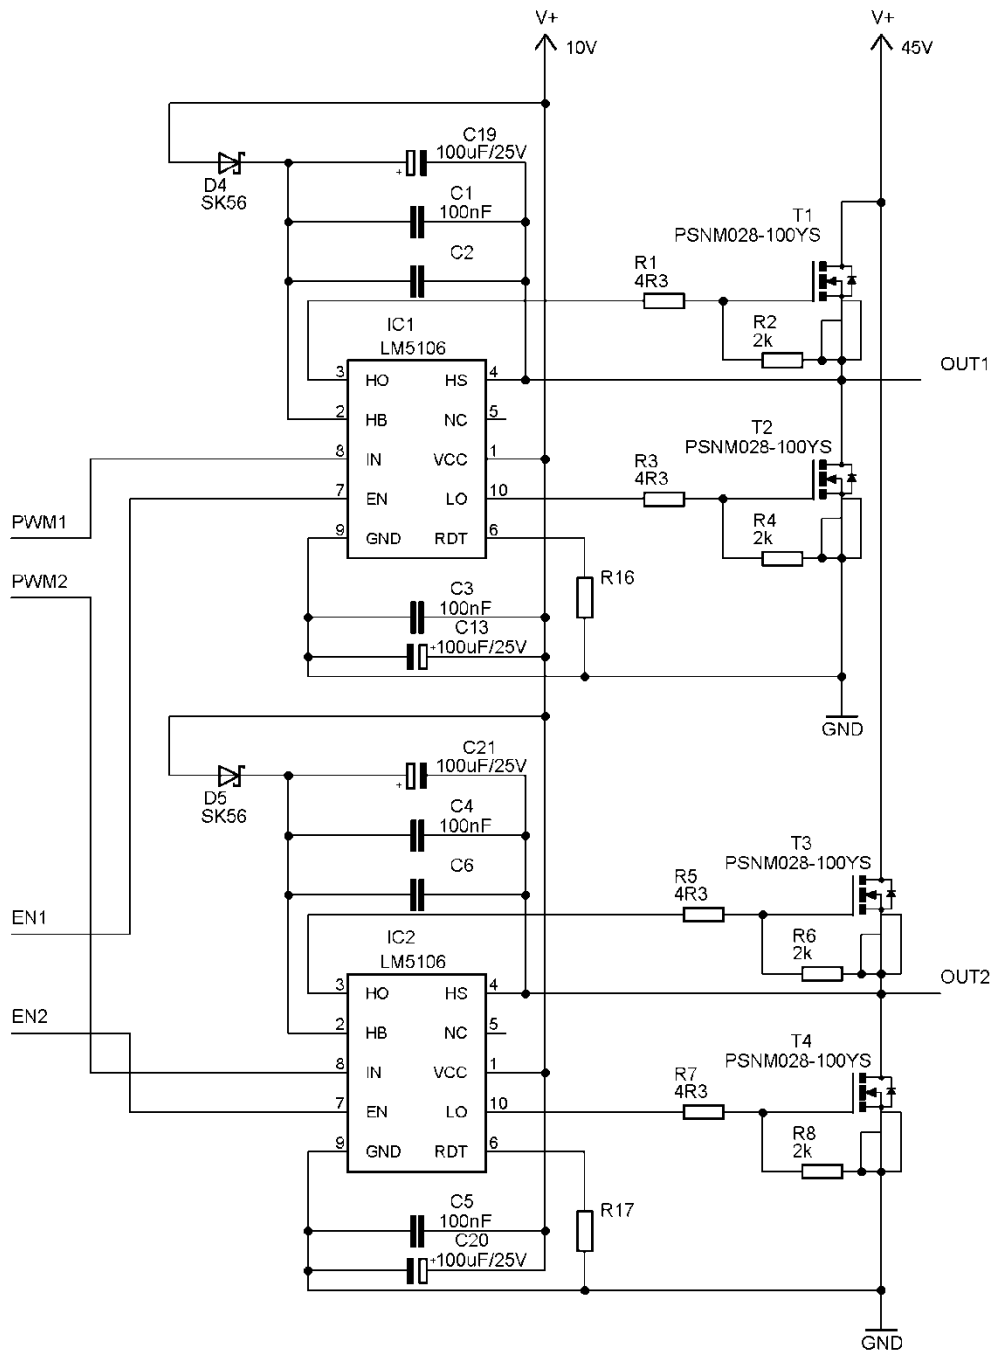 V+
10V
V+
45V
C19
100uF/25V
+
D4
SK56
C1
100nF
C2
T1
PSNM028-100YS
R1
4R3
R2
2k
IC1
LM5106
OUT1
3 HO HS 4
2 HB NC 5
8 IN VCC 1
7 EN LO 10
9 GND RDT 6
T2
PSNM028-100YS
R3
4R3
R4
2k
PWM1
PWM2
C3
100nF
C13
+100uF/25V
R16
GND
C21
100uF/25V
+
D5
SK56
C4
100nF
C6
T3
PSNM028-100YS
R5
4R3
R6
2k
EN1
IC2
LM5106
OUT2
EN2
3 HO HS 4
2 HB NC 5
8 IN VCC 1
7 EN LO 10
9 GND RDT 6
T4
PSNM028-100YS
R7
4R3
R8
2k
C5
100nF
C20
+100uF/25V
R17
GND